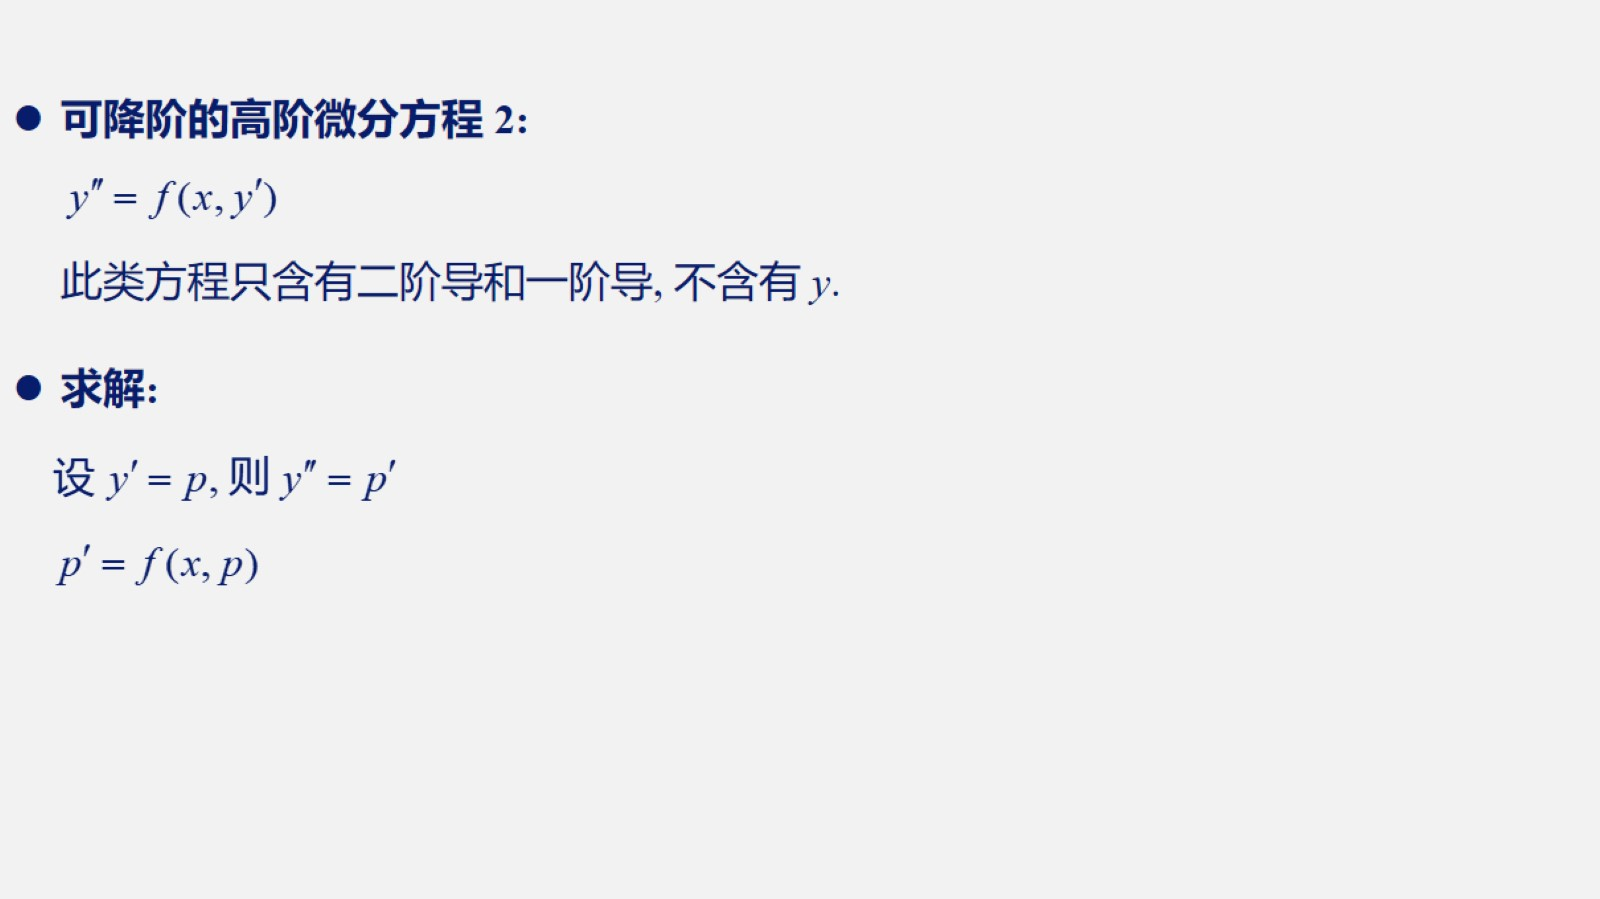 ● 可降阶的高阶微分方程 2:
y″ = f(x, y′)
此类方程只含有二阶导和一阶导, 不含有 y.
● 求解:
设 y′ = p, 则 y″ = p′
p′ = f(x, p)